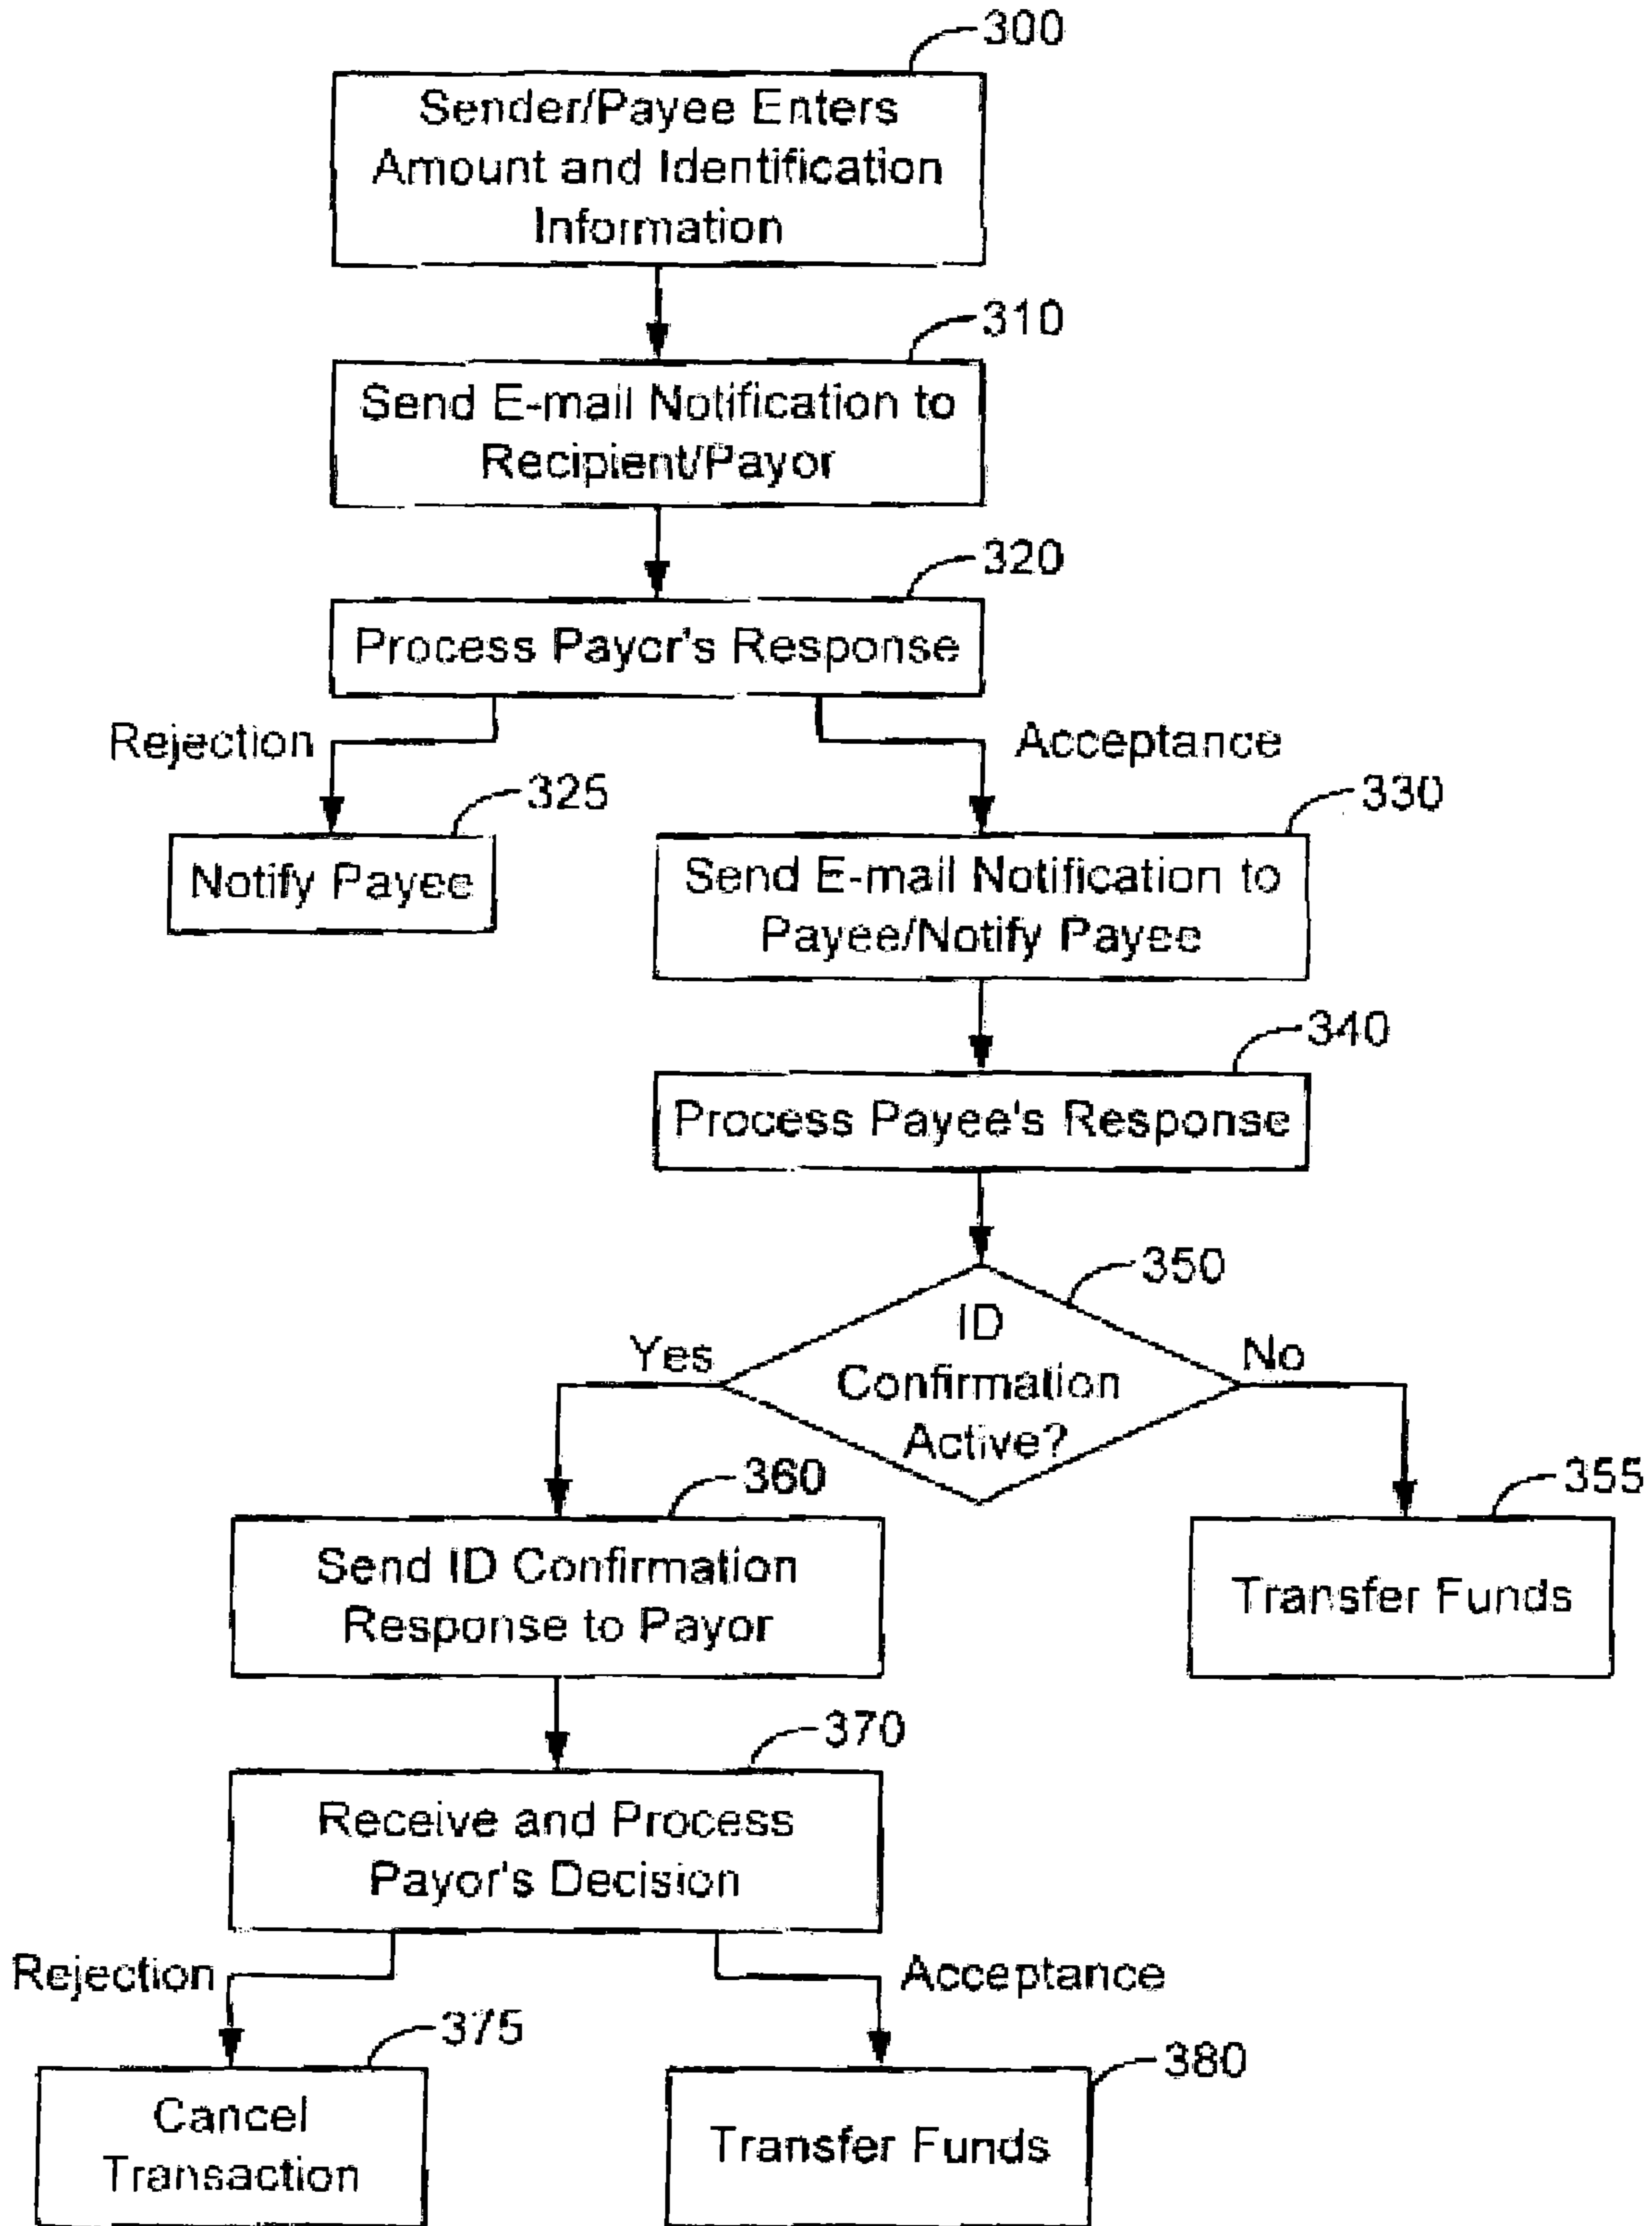 300
Sender/Payee Enters
Amount and Identification
Information
310
Send E-mail Notification to
Recipient/Payor
320
Process Payor's Response
Rejection
Acceptance
325
Notify Payee
330
Send E-mail Notification to
Payee/Notify Payee
340
Process Payee's Response
350
ID
Confirmation
Active?
Yes
No
360
Send ID Confirmation
Response to Payor
355
Transfer Funds
370
Receive and Process
Payor's Decision
Rejection
Acceptance
375
Cancel
Transaction
380
Transfer Funds